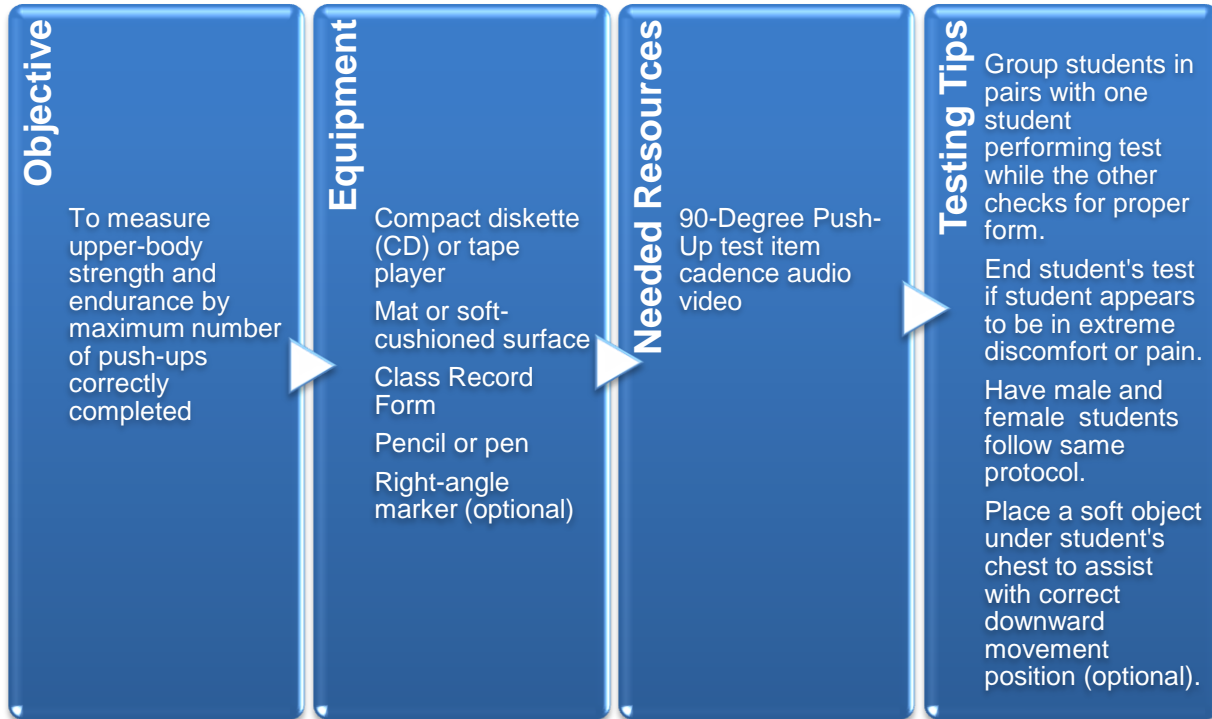 Objective
To measure
upper-body
strength and
endurance by
maximum number
of push-ups
correctly
completed
Equipment
Compact diskette
(CD) or tape
player
Mat or soft-
cushioned surface
Class Record
Form
Pencil or pen
Right-angle
marker (optional)
Needed Resources
90-Degree Push-
Up test item
cadence audio
video
Testing Tips
Group students in
pairs with one
student
performing test
while the other
checks for proper
form.
End student's test
if student appears
to be in extreme
discomfort or pain.
Have male and
female students
follow same
protocol.
Place a soft object
under student's
chest to assist
with correct
downward
movement
position (optional).